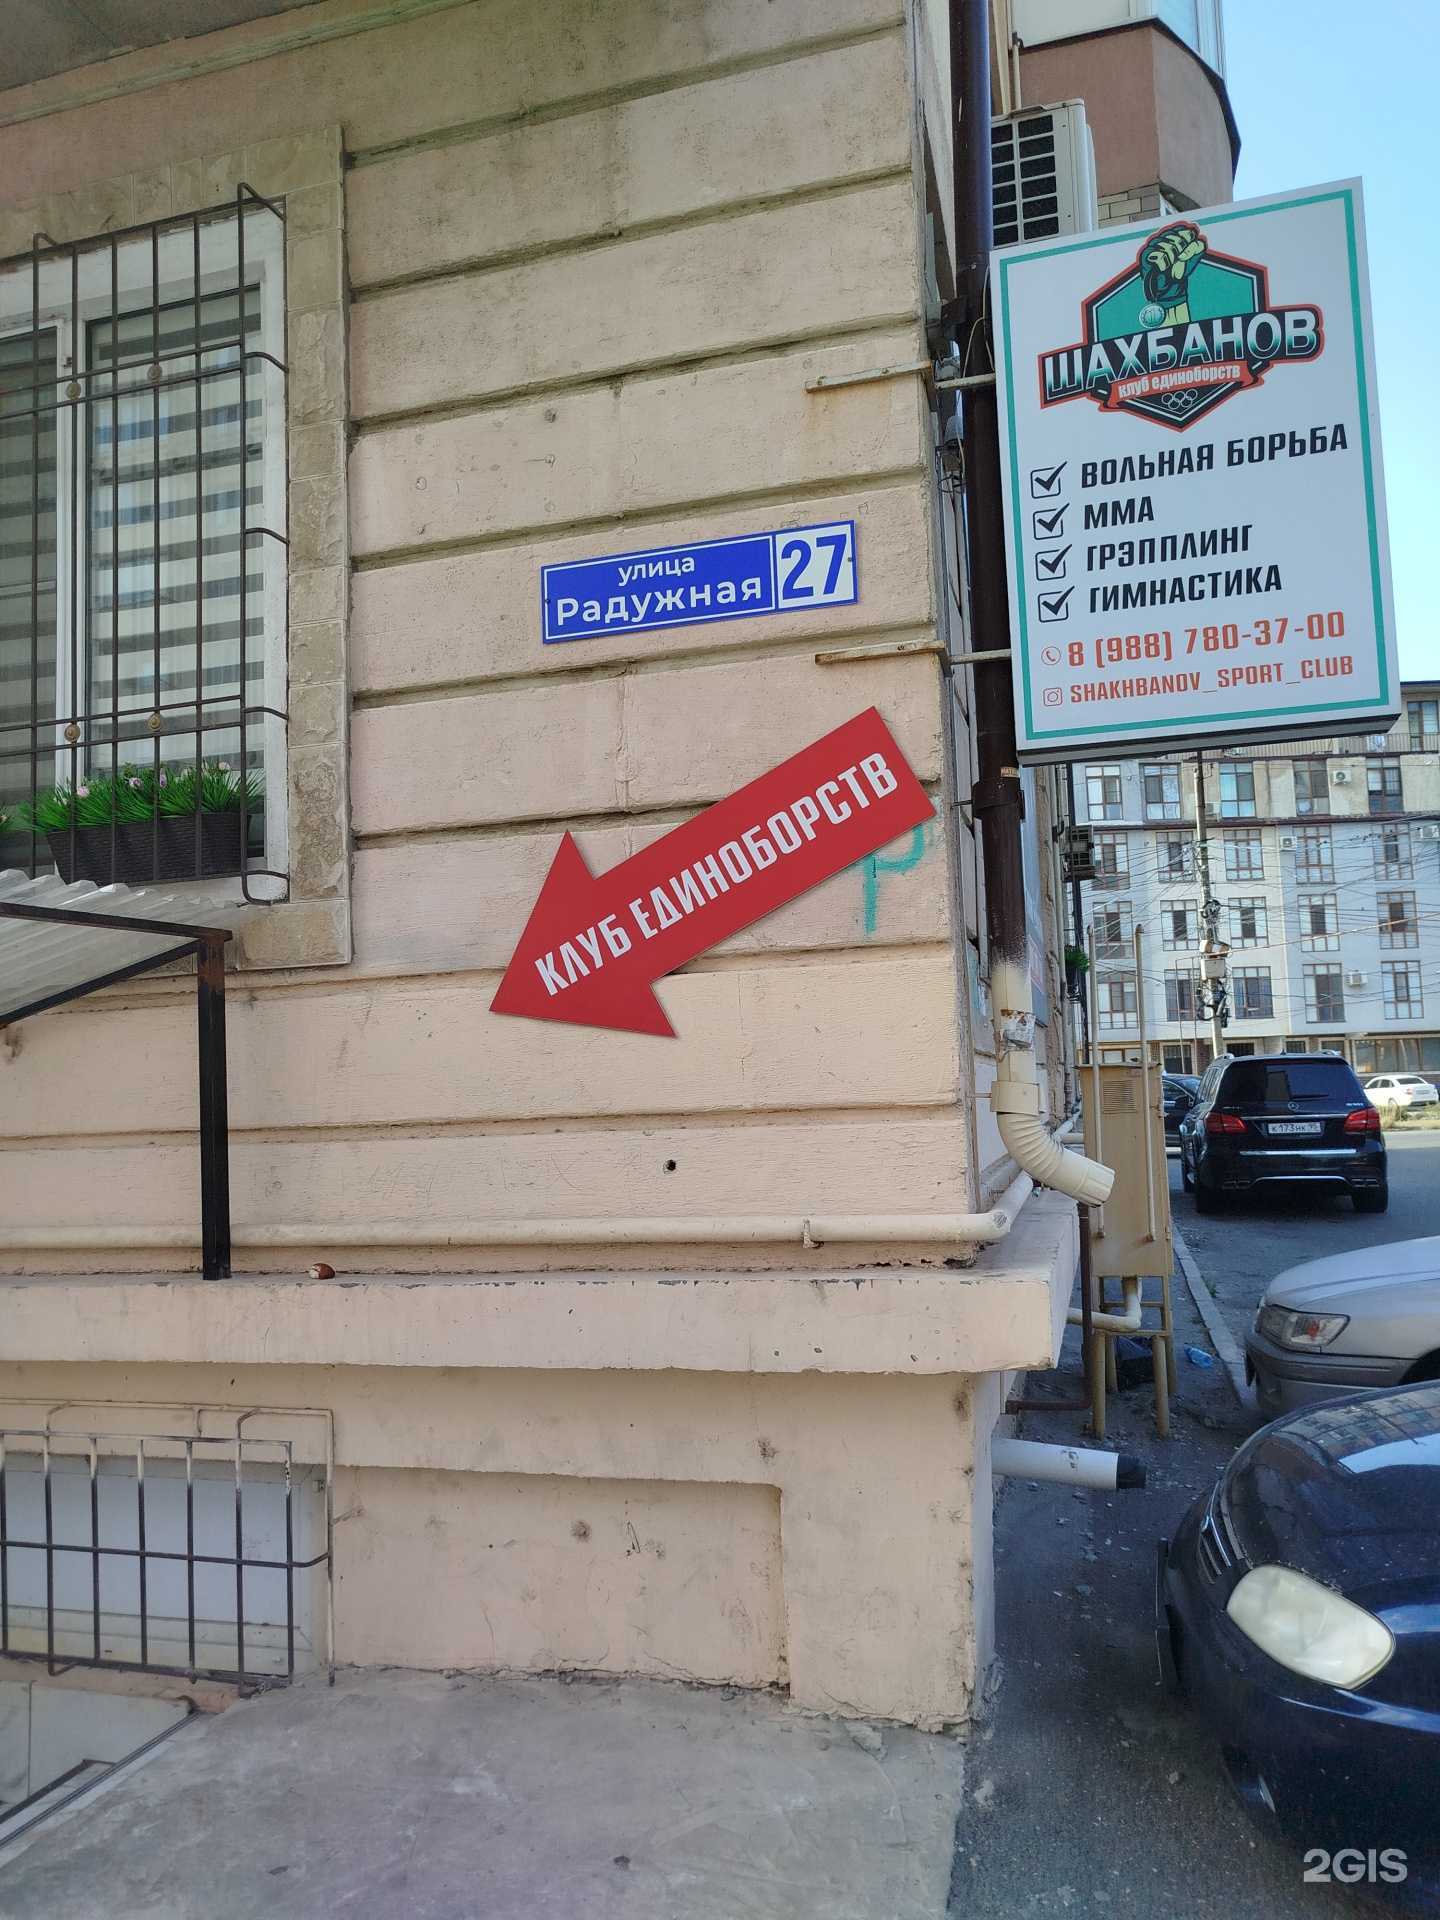 ШАХБАНОВ
клуб единоборств
ВОЛЬНАЯ БОРЬБА
ММА
ГРЭППЛИНГ
ГИМНАСТИКА
8 (988) 780-37-00
SHAKHBANOV_SPORT_CLUB
улица
Радужная 27
КЛУБ ЕДИНОБОРСТВ
К173НК
2GIS